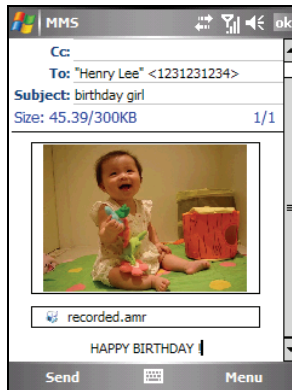 MMS
ok
Cc:
To: "Henry Lee" <1231231234>
Subject: birthday girl
Size: 45.39/300KB 1/1
recorded.amr
HAPPY BIRTHDAY !
Send Menu